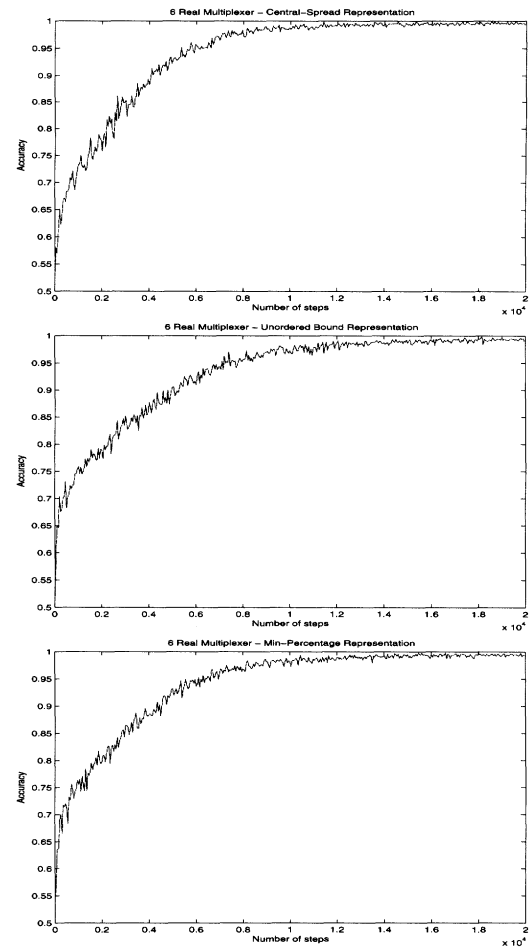 6 Real Multiplexer - Central-Spread Representation
1
0.95
0.9
0.85
0.8
0.75
0.7
0.65
0.6
0.55
0.5
Accuracy
0 0.2 0.4 0.6 0.8 1 1.2 1.4 1.6 1.8 2
Number of steps
x 10⁴
6 Real Multiplexer - Unordered Bound Representation
1
0.95
0.9
0.85
0.8
0.75
0.7
0.65
0.6
0.55
0.5
Accuracy
0 0.2 0.4 0.6 0.8 1 1.2 1.4 1.6 1.8 2
Number of steps
x 10⁴
6 Real Multiplexer - Min-Percentage Representation
1
0.95
0.9
0.85
0.8
0.75
0.7
0.65
0.6
0.55
0.5
Accuracy
0 0.2 0.4 0.6 0.8 1 1.2 1.4 1.6 1.8 2
Number of steps
x 10⁴